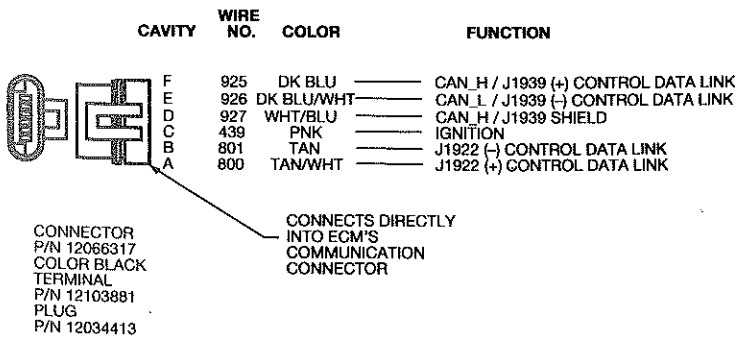 CAVITY WIRE NO. COLOR FUNCTION
F 925 DK BLU CAN_H / J1939 (+) CONTROL DATA LINK
E 926 DK BLU/WHT CAN_L / J1939 (–) CONTROL DATA LINK
D 927 WHT/BLU CAN_H / J1939 SHIELD
C 439 PNK IGNITION
B 801 TAN J1922 (–) CONTROL DATA LINK
A 800 TAN/WHT J1922 (+) CONTROL DATA LINK
CONNECTOR
P/N 12066317
COLOR BLACK
TERMINAL
P/N 12103881
PLUG
P/N 12034413
CONNECTS DIRECTLY
INTO ECM'S
COMMUNICATION
CONNECTOR